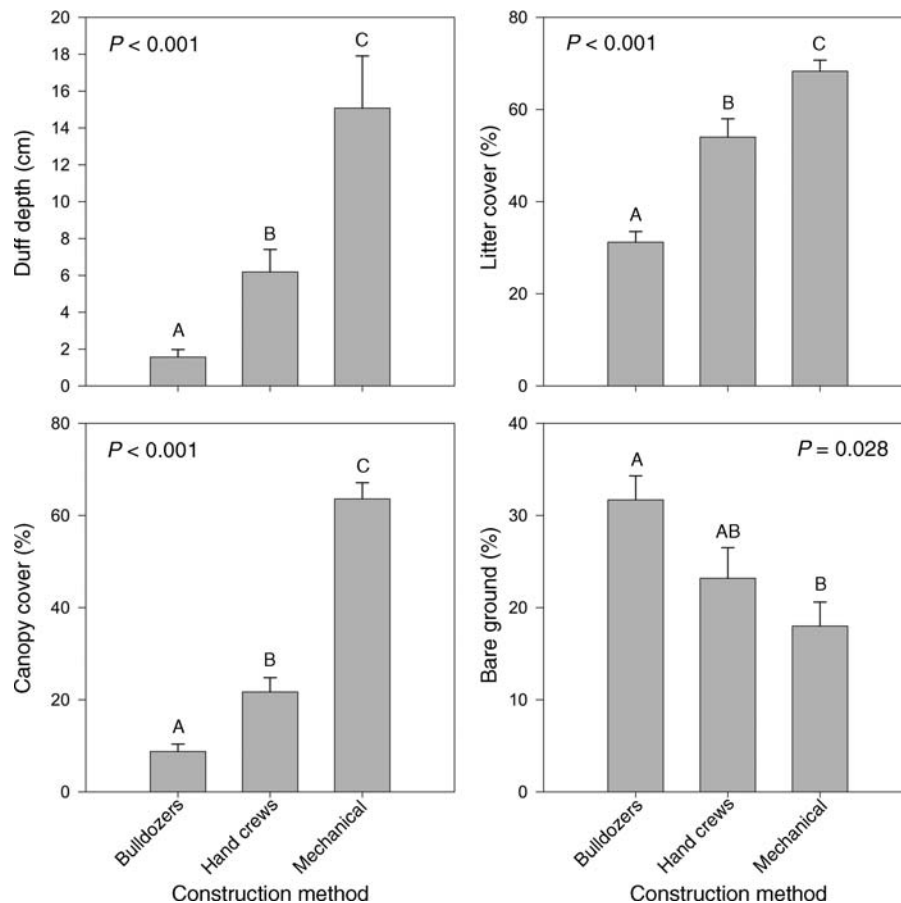 Duff depth (cm)
20
18
16
14
12
10
8
6
4
2
0
P < 0.001
A
B
C
Litter cover (%)
80
60
40
20
0
P < 0.001
A
B
C
Canopy cover (%)
80
60
40
20
0
P < 0.001
A
B
C
Bulldozers
Hand crews
Mechanical
Construction method
Bare ground (%)
40
30
20
10
0
P = 0.028
A
AB
B
Bulldozers
Hand crews
Mechanical
Construction method